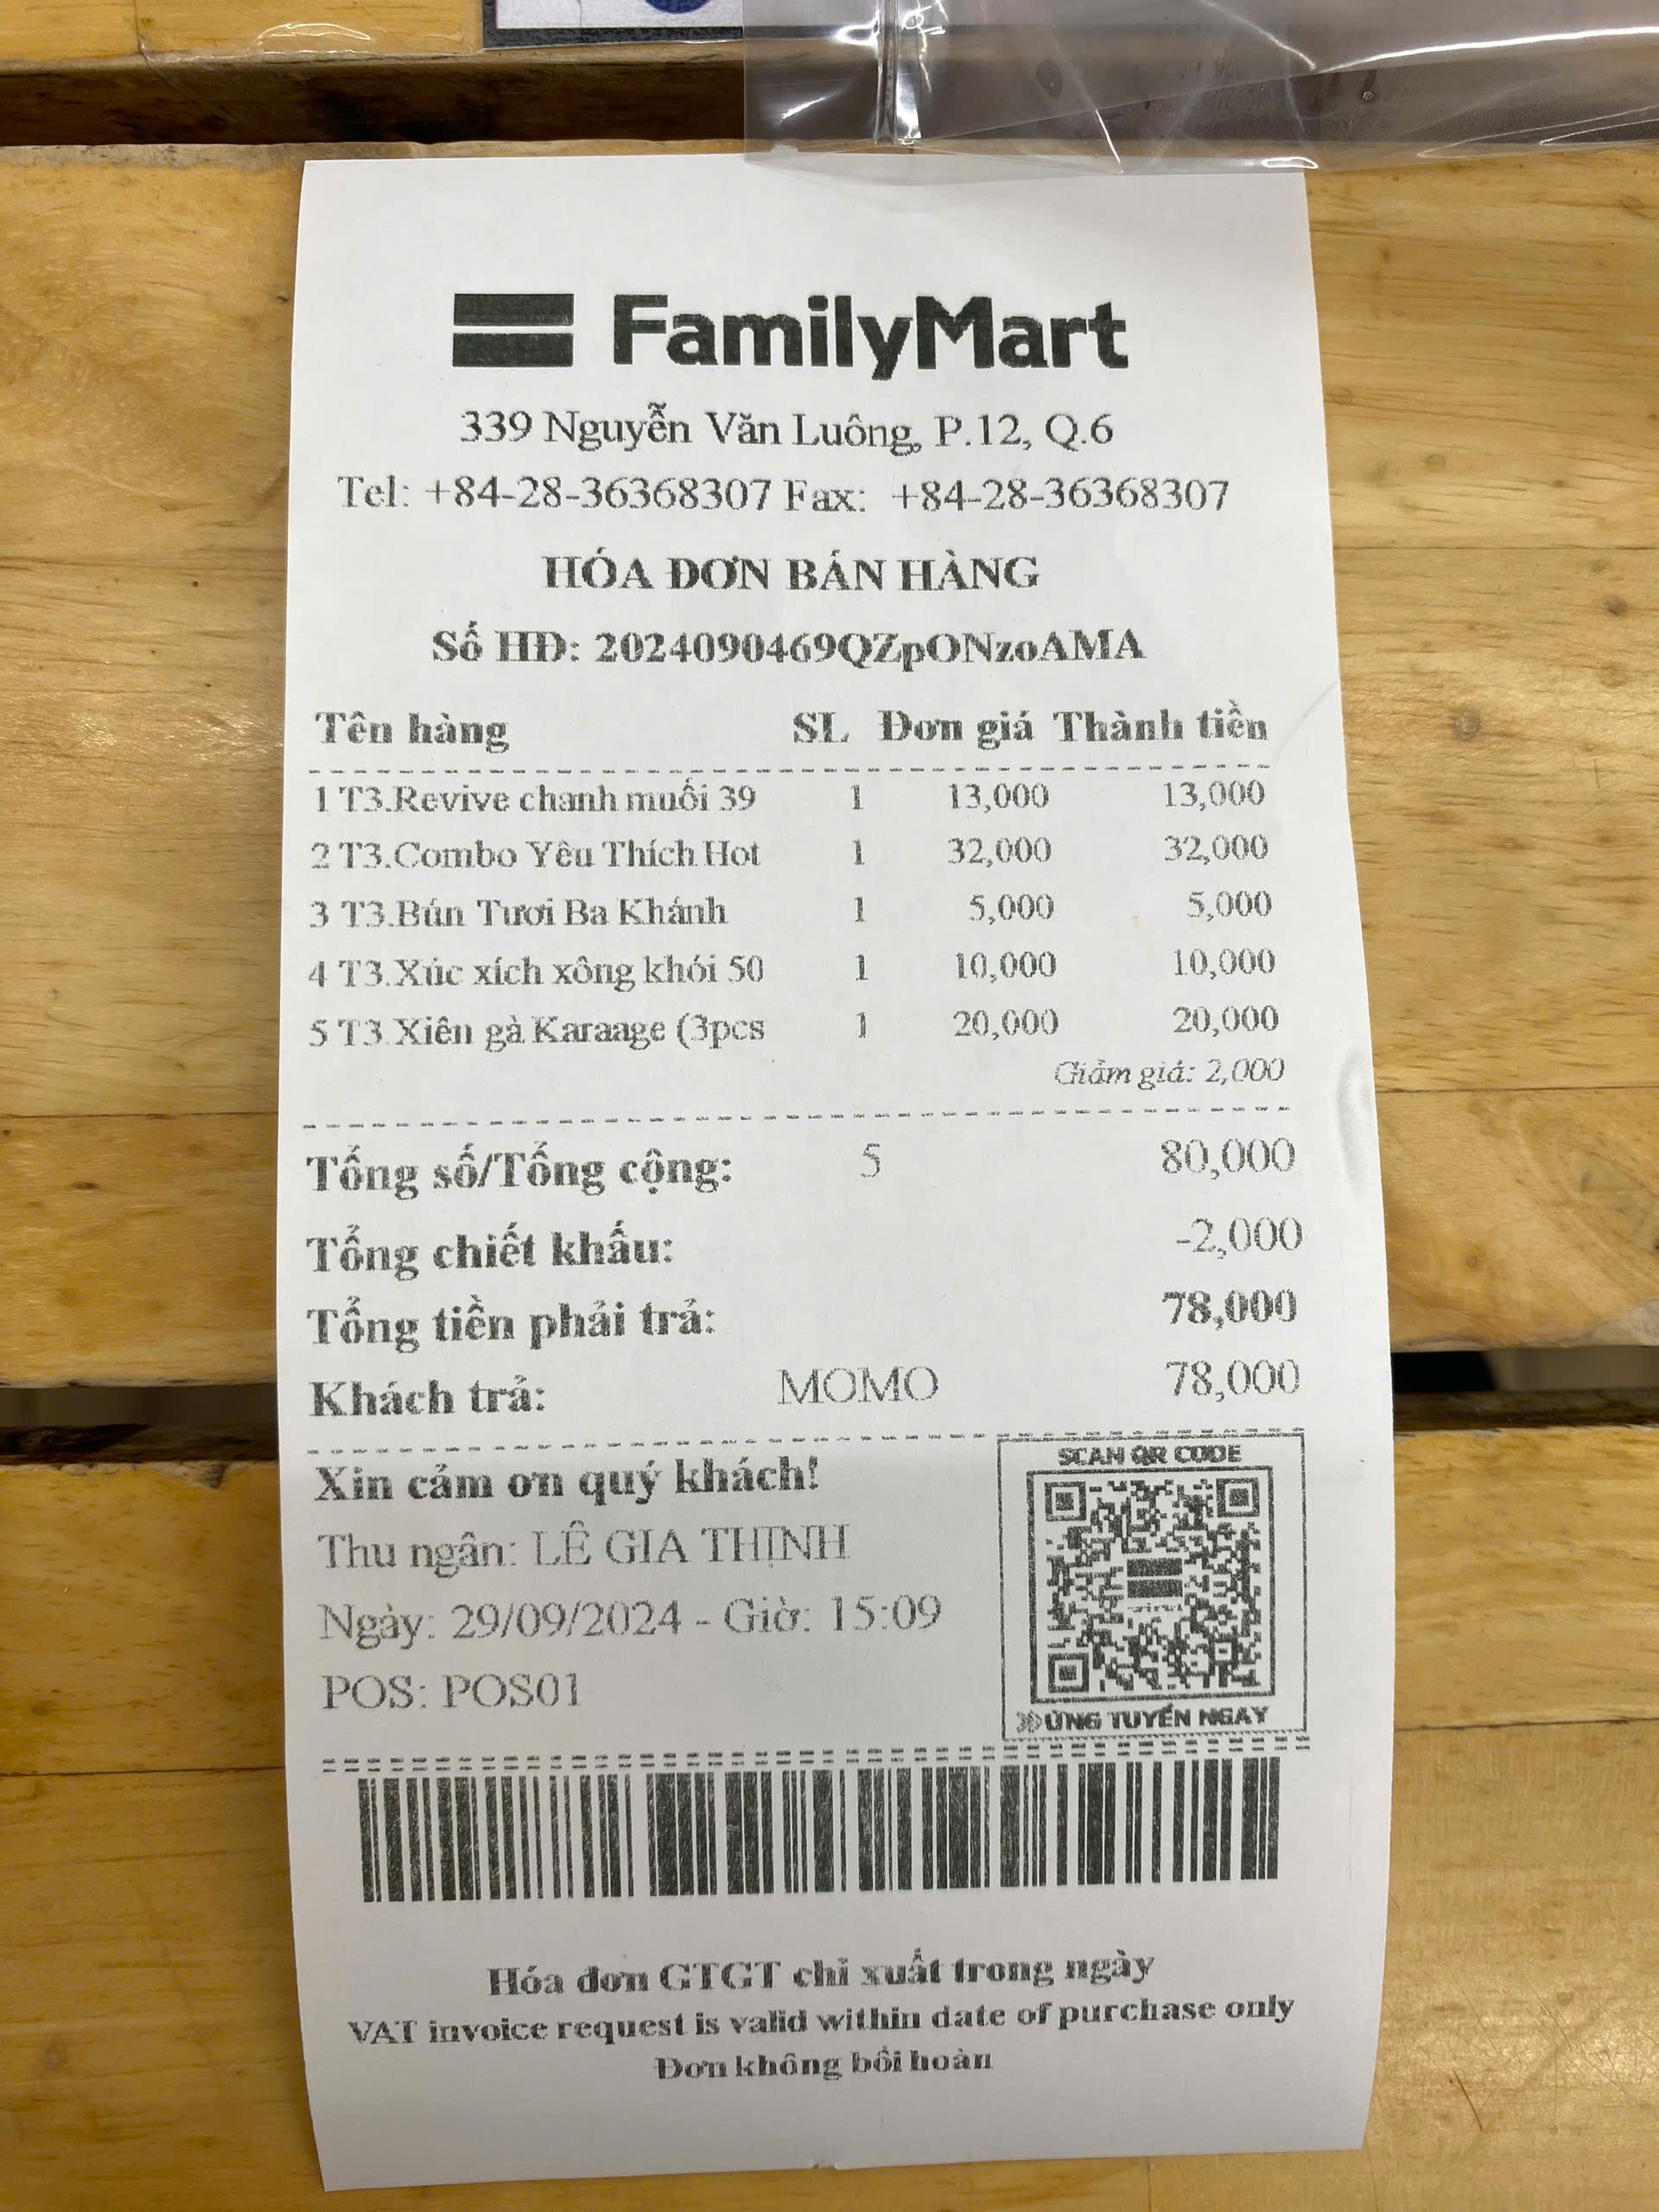 FamilyMart
339 Nguyễn Văn Luông, P.12, Q.6
Tel: +84-28-36368307 Fax: +84-28-36368307
HÓA ĐƠN BÁN HÀNG
Số HĐ: 2024090469QZpONzoAMA
Tên hàng SL Đơn giá Thành tiền
1 T3.Revive chanh muối 39 1 13,000 13,000
2 T3.Combo Yêu Thích Hot 1 32,000 32,000
3 T3.Bún Tươi Ba Khánh 1 5,000 5,000
4 T3.Xúc xích xông khói 50 1 10,000 10,000
5 T3.Xiên gà Karaage (3pcs 1 20,000 20,000
Giảm giá: 2,000
Tổng số/Tổng cộng: 5 80,000
Tổng chiết khấu: -2,000
Tổng tiền phải trả: 78,000
Khách trả: MOMO 78,000
Xin cảm ơn quý khách!
Thu ngân: LÊ GIA THỊNH
Ngày: 29/09/2024 - Giờ: 15:09
POS: POS01
SCAN QR CODE
ỨNG TUYỂN NGAY
Hóa đơn GTGT chỉ xuất trong ngày
VAT invoice request is valid within date of purchase only
Đơn không bồi hoàn